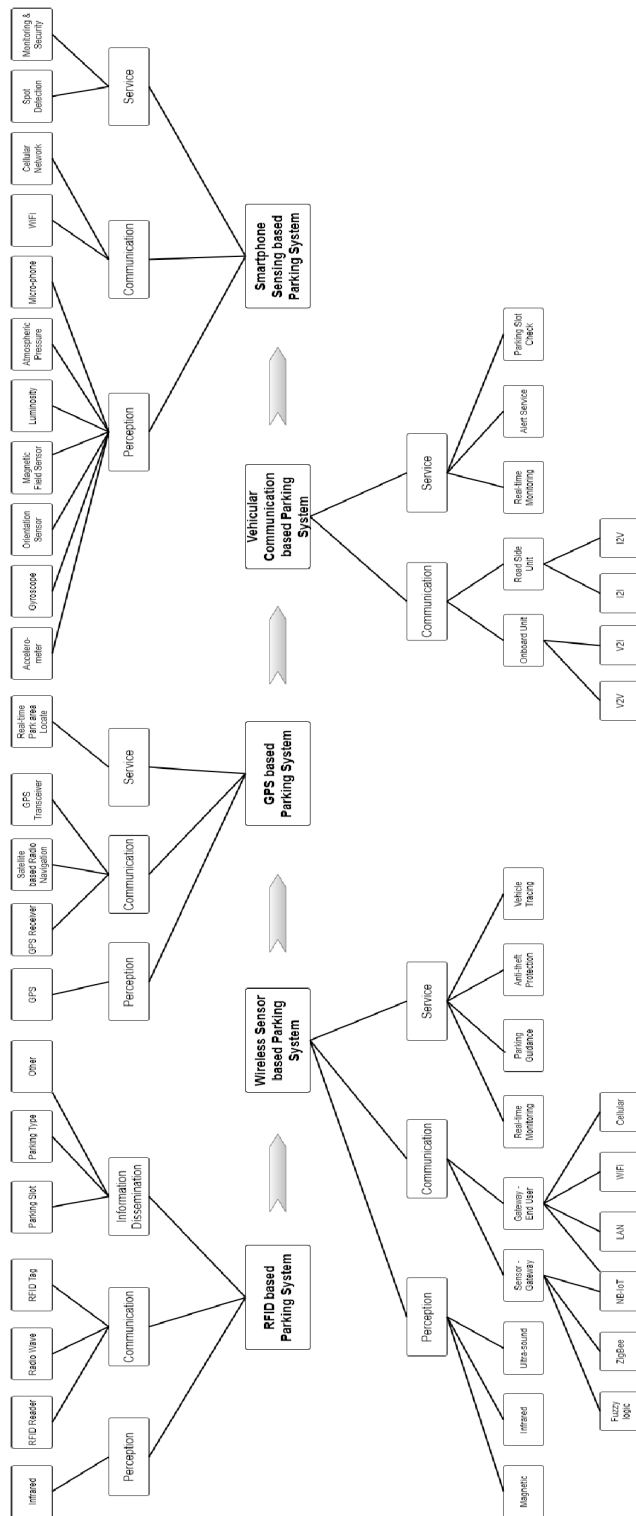 Infrared
RFID Reader
Radio Wave
RFID Tag
Parking Slot
Parking Type
Other
GPS
GPS Receiver
Satellite
based Radio
Navigation
GPS
Transceiver
Real-time
Park area
Locate
Accelero-
meter
Gyroscope
Orientation
Sensor
Magnetic
Field Sensor
Luminosity
Atmospheric
Pressure
Micro-phone
WIFI
Cellular
Network
Spot
Detection
Monitoring &
Security
Perception
Communication
Information
Dissemination
Perception
Communication
Service
Perception
Communication
Service
RFID based
Parking System
Wireless Sensor
based Parking
System
GPS based
Parking System
Vehicular
Communication
based Parking
System
Smartphone
Sensing based
Parking System
Perception
Communication
Service
Communication
Service
Magnetic
Infrared
Ultra-sound
Sensor -
Gateway
Gateway -
End User
Real-time
Monitoring
Parking
Guidance
Anti-theft
Protection
Vehicle
Tracing
Onboard Unit
Road Side
Unit
Real-time
Monitoring
Alert Service
Parking Slot
Check
Fuzzy
logic
ZigBee
NB-IoT
LAN
WIFI
Cellular
V2V
V2I
I2I
I2V